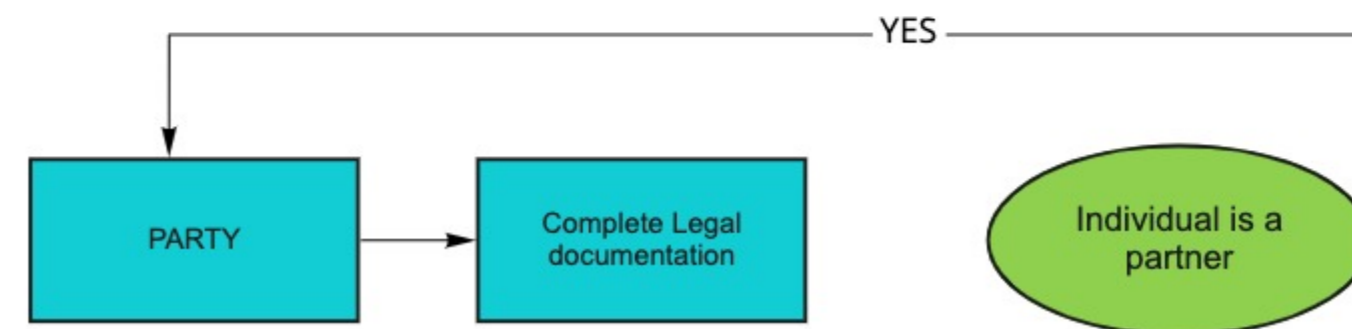 YES
PARTY
Complete Legal
documentation
Individual is a
partner